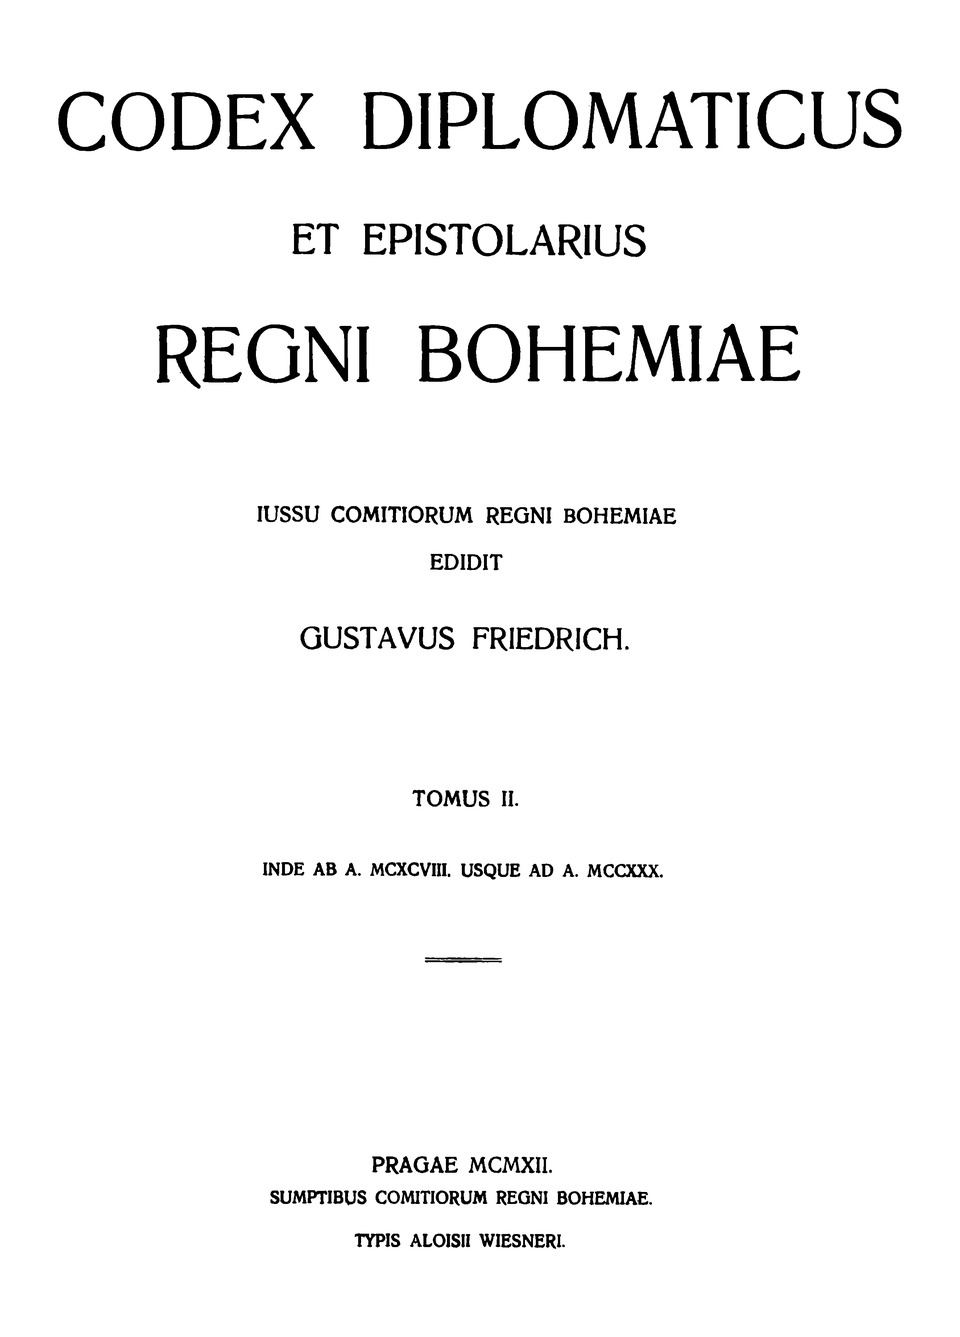 CODEX DIPLOMATICUS
ET EPISTOLARIUS
REGNI BOHEMIAE
IUSSU COMITIORUM REGNI BOHEMIAE
EDIDIT
GUSTAVUS FRIEDRICH.
TOMUS II.
INDE AB A. MCXCVIII. USQUE AD A. MCCXXX.
PRAGAE MCMXII.
SUMPTIBUS COMITIORUM REGNI BOHEMIAE.
TYPIS ALOISII WIESNERI.